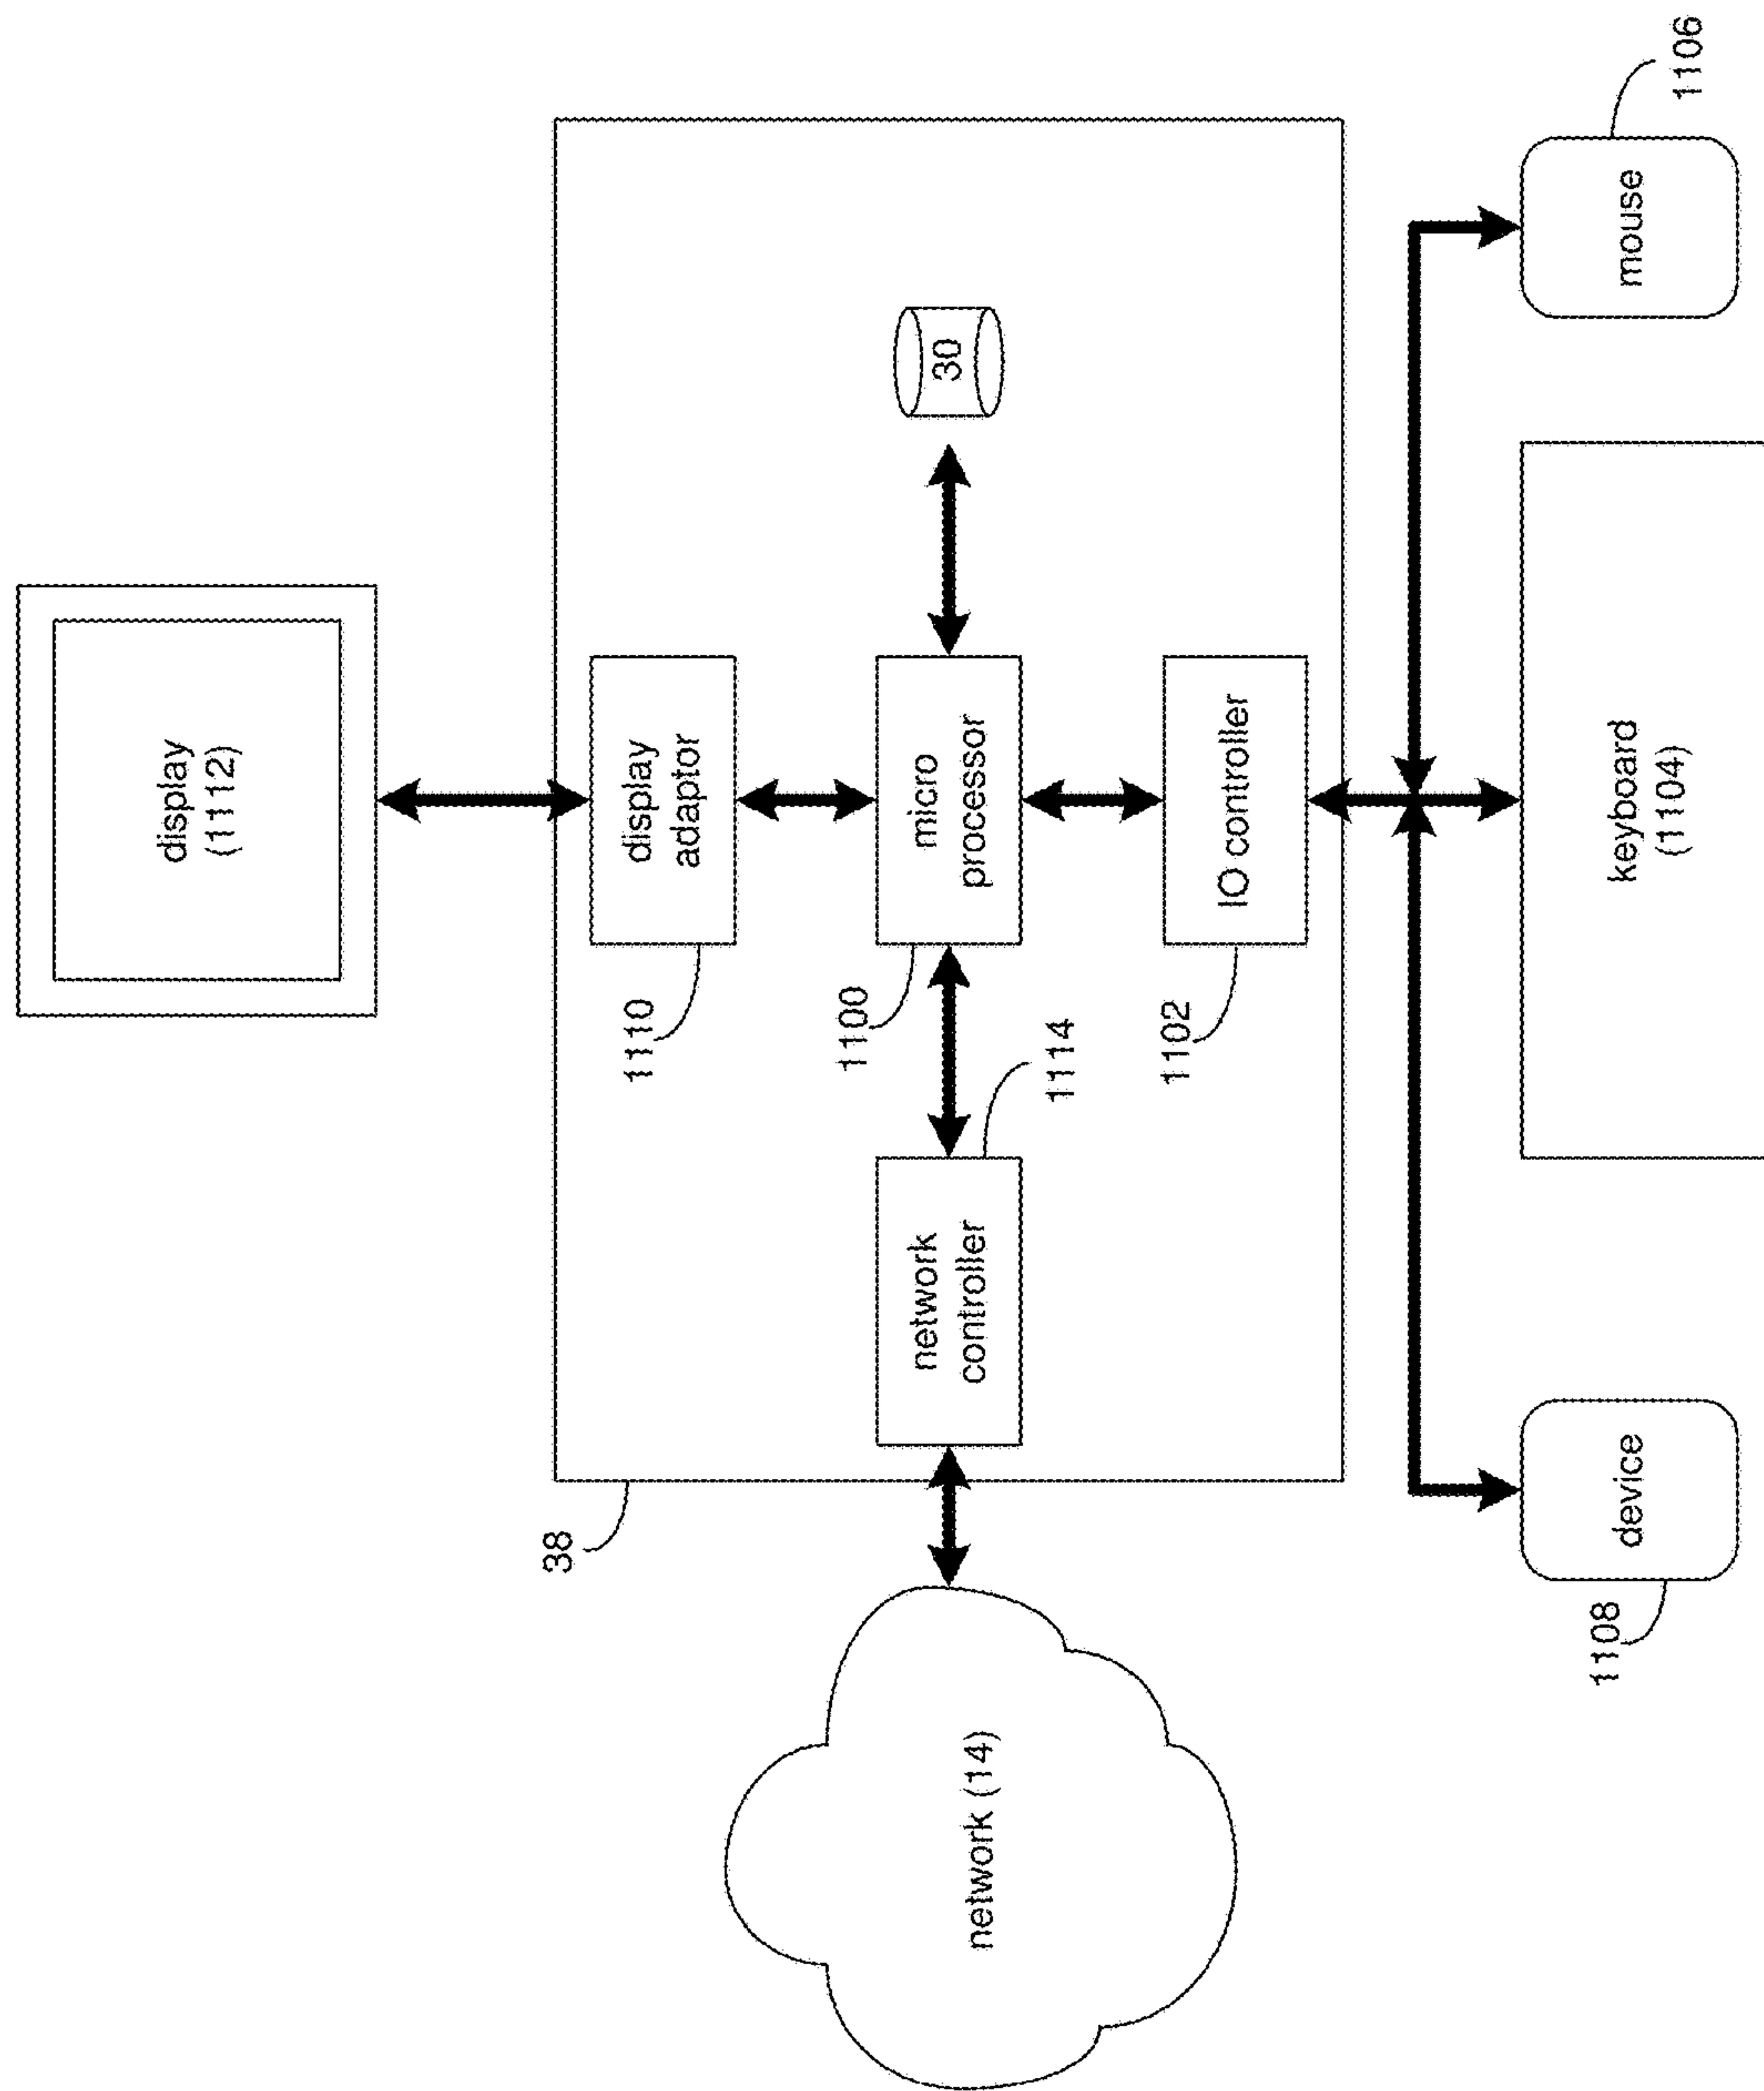 display
(1112)
display
adaptor
1110
38
network (14)
network
controller
1114
micro
processor
1100
30
IO controller
1102
device
1108
keyboard
(1104)
mouse
1106